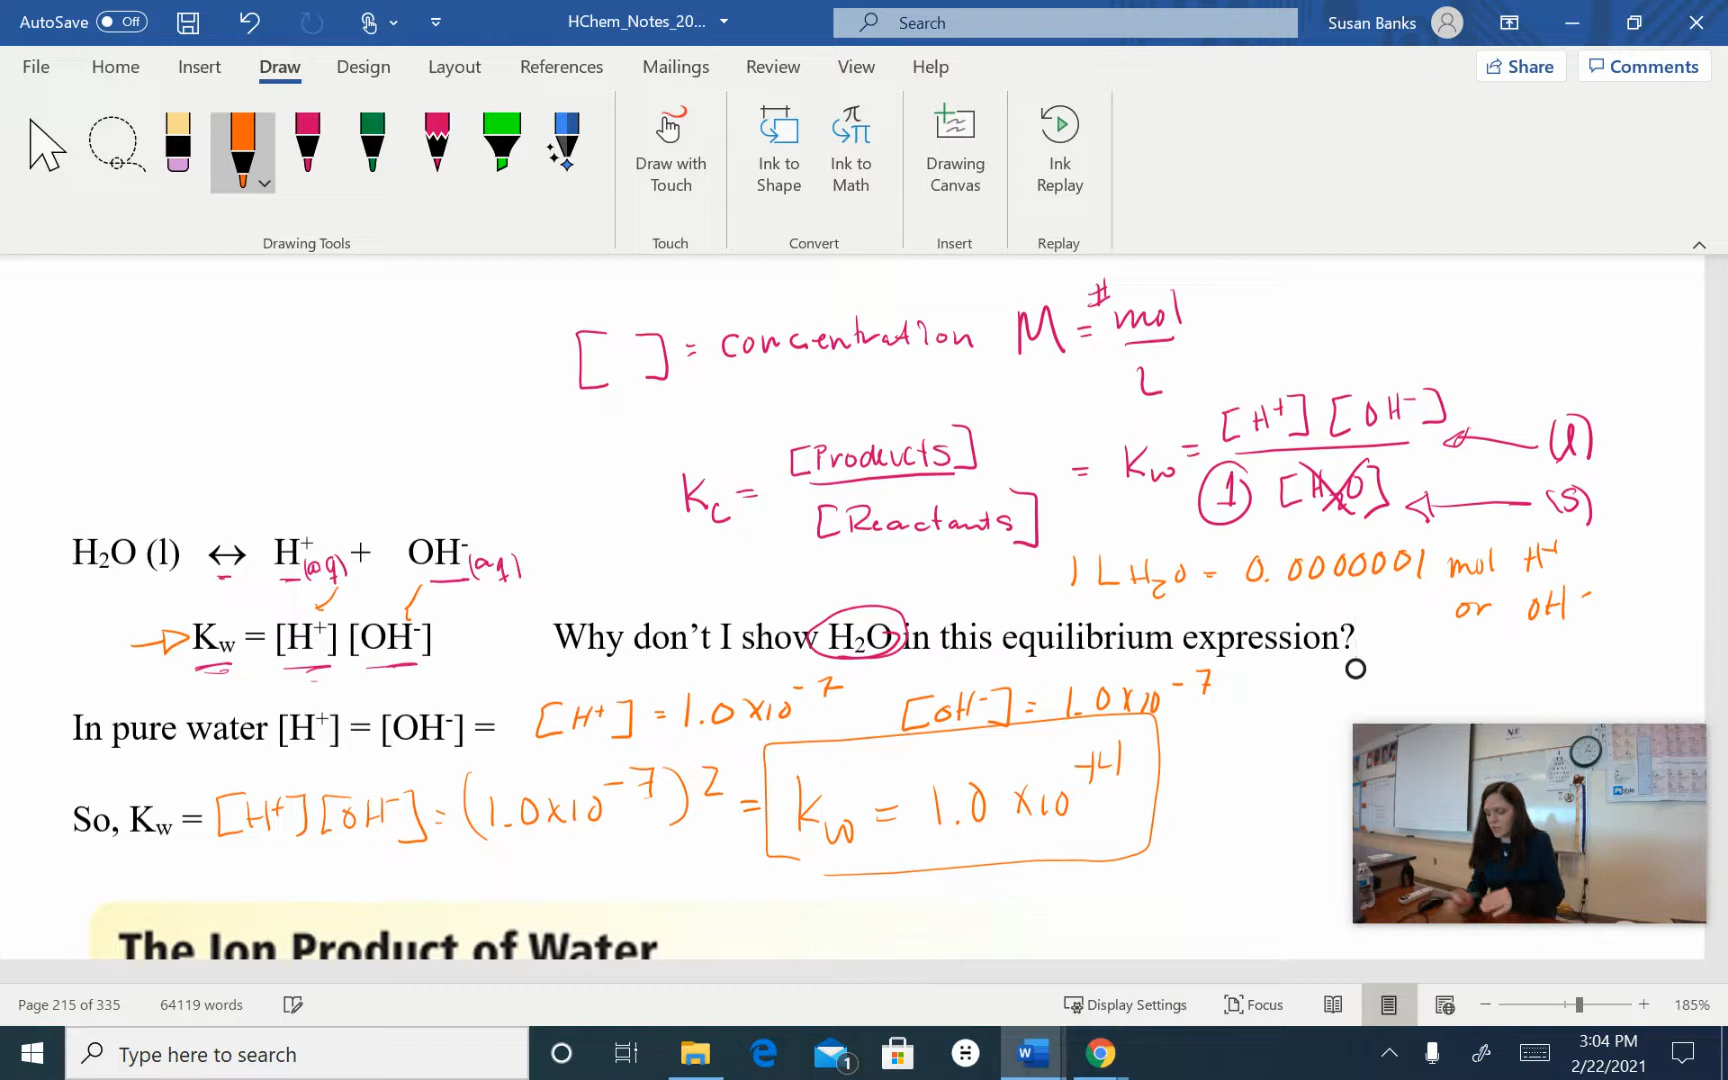 AutoSave Off HChem_Notes_20... Search Susan Banks
File Home Insert Draw Design Layout References Mailings Review View Help Share Comments
Draw with Touch
Ink to Shape
Ink to Math
Drawing Canvas
Ink Replay
Drawing Tools Touch Convert Insert Replay
[ ] = concentration M = # mol / L
Kc = [Products] / [Reactants] = Kw = [H+] [OH-] / 1 [H2O] (l) (s)
H₂O (l) ↔ H⁺(aq) + OH⁻(aq)
1 L H2O = 0.0000001 mol H+
or OH-
Kw = [H⁺] [OH⁻] Why don't I show H₂O in this equilibrium expression?
In pure water [H⁺] = [OH⁻] = [H+] = 1.0 x10⁻⁷ [OH-] = 1.0 x10⁻⁷
So, Kw = [H+][OH-] = (1.0x10⁻⁷)² = Kw = 1.0 x10⁻¹⁴
The Ion Product of Water
Page 215 of 335 64119 words Display Settings Focus 185%
Type here to search 1 3:04 PM
2/22/2021